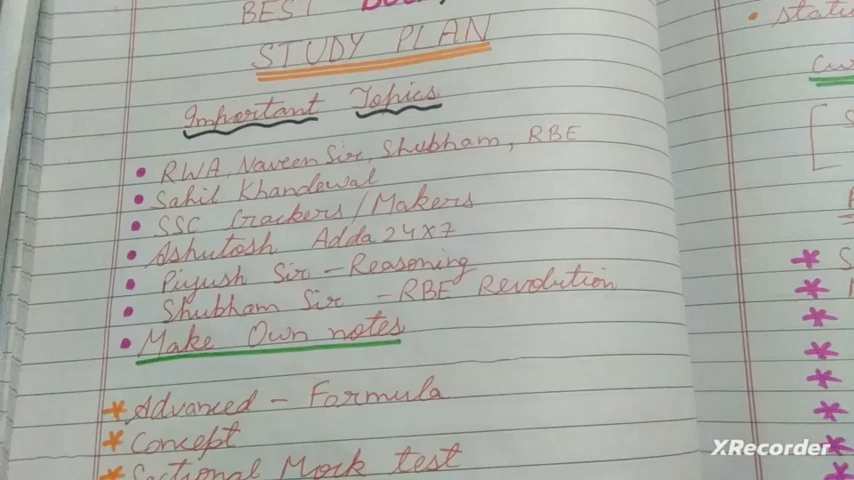 BEST
STUDY PLAN
Important Topics
• RWA, Naveen Sir, Shubham, RBE
• Sahil Khandewal
• SSC Crackers/Makers
• Ashutosh Adda 24x7
• Piyush Sir - Reasoning
• Shubham Sir - RBE Revolution
• Make Own notes
* Advanced - Formula
* Concept
* Sectional Mock test
XRecorder